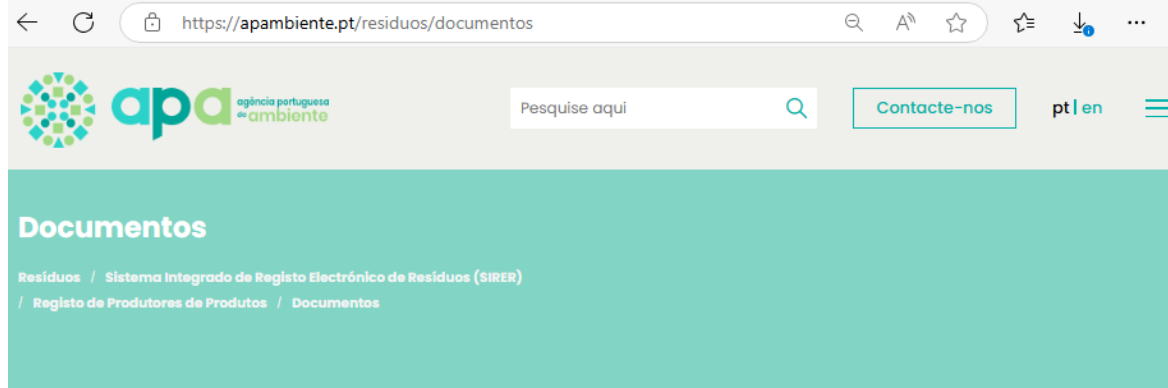 https://apambiente.pt/residuos/documentos
apa
agência portuguesa
do ambiente
Pesquise aqui
Contacte-nos
pt | en
Documentos
Resíduos / Sistema Integrado de Registo Electrónico de Resíduos (SIRER)
/ Registo de Produtores de Produtos / Documentos